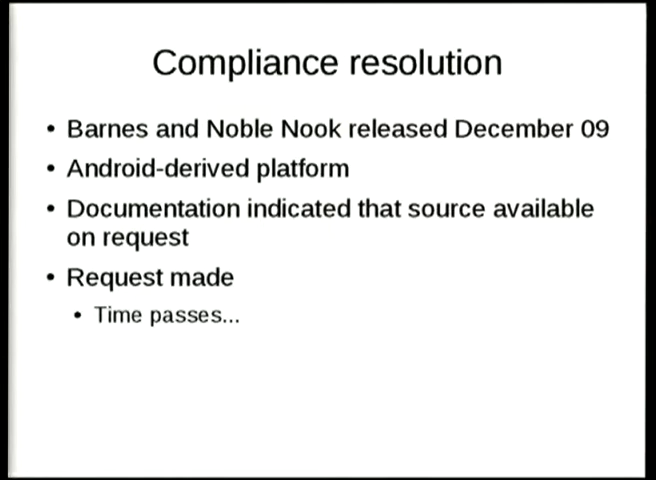 Compliance resolution
• Barnes and Noble Nook released December 09
• Android-derived platform
• Documentation indicated that source available
on request
• Request made
• Time passes...